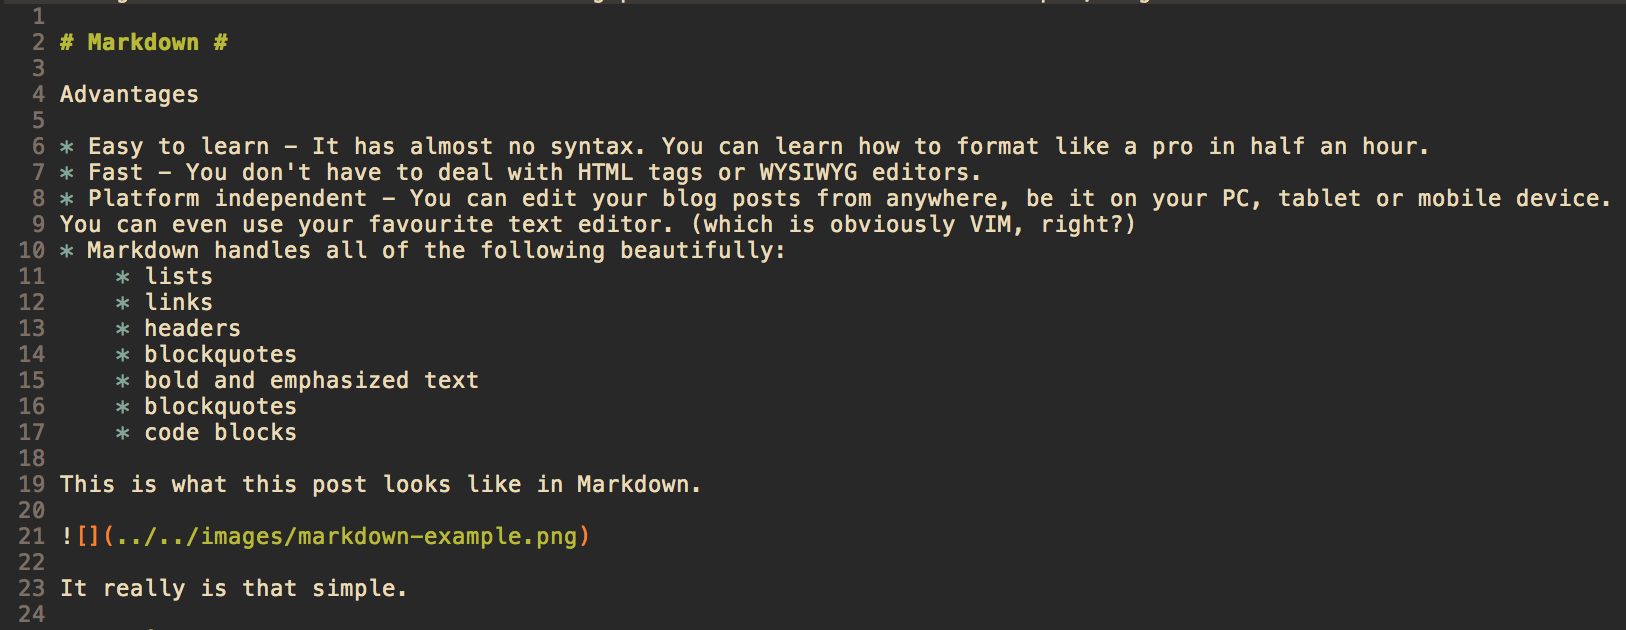 1
2 # Markdown #
3
4 Advantages
5
6 * Easy to learn - It has almost no syntax. You can learn how to format like a pro in half an hour.
7 * Fast - You don't have to deal with HTML tags or WYSIWYG editors.
8 * Platform independent - You can edit your blog posts from anywhere, be it on your PC, tablet or mobile device.
9 You can even use your favourite text editor. (which is obviously VIM, right?)
10 * Markdown handles all of the following beautifully:
11     * lists
12     * links
13     * headers
14     * blockquotes
15     * bold and emphasized text
16     * blockquotes
17     * code blocks
18
19 This is what this post looks like in Markdown.
20
21 ![](../../images/markdown-example.png)
22
23 It really is that simple.
24